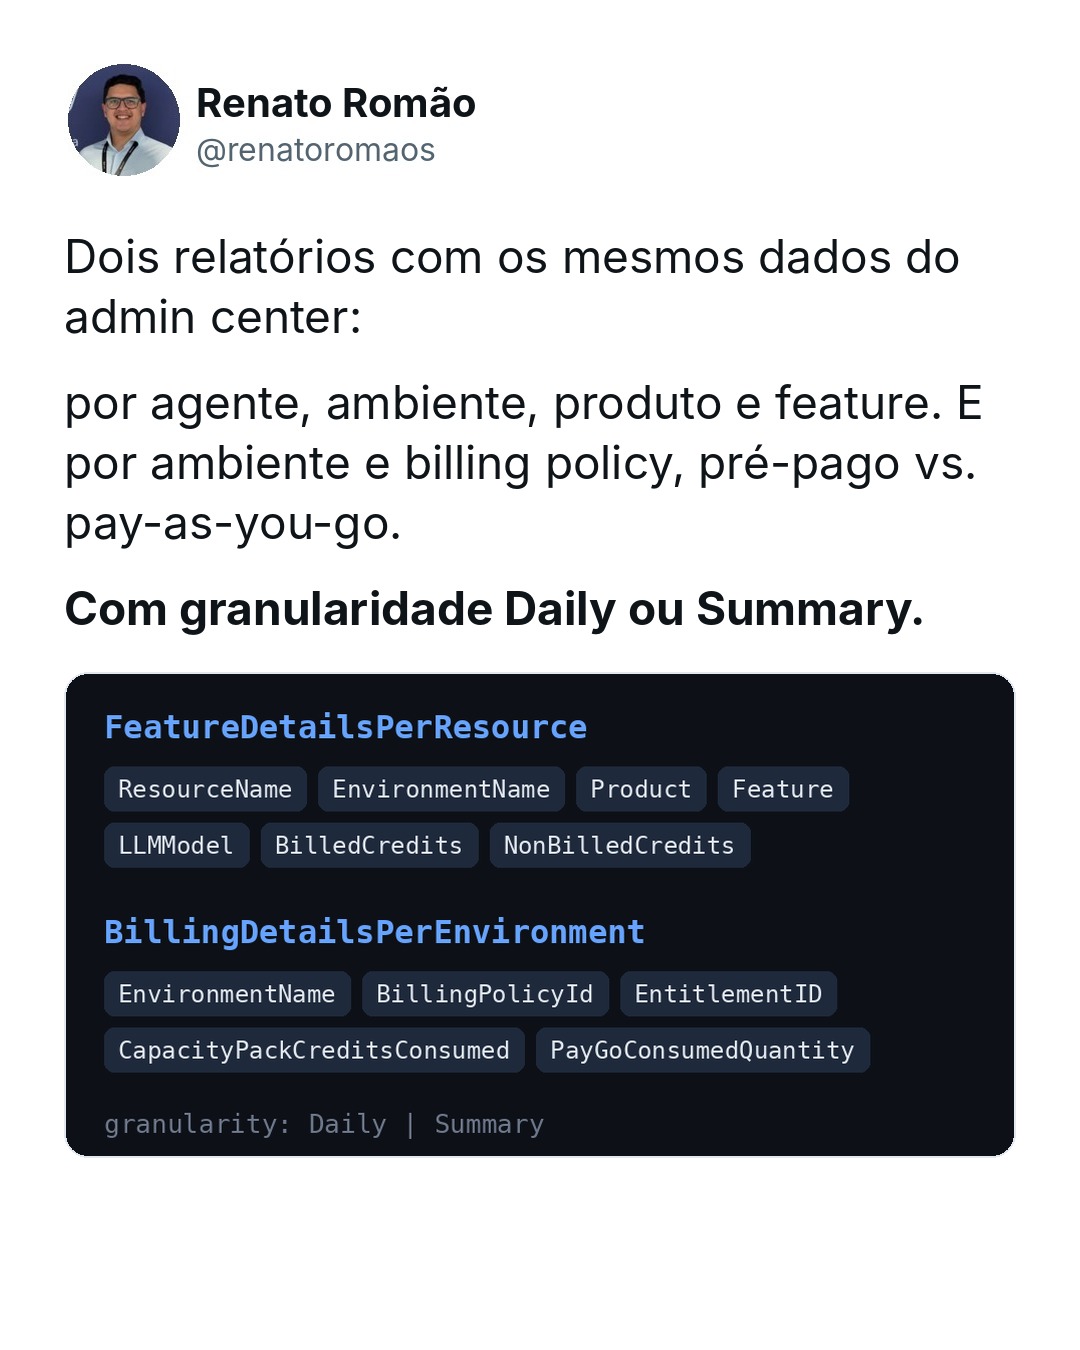 Renato Romão
@renatoromaos
Dois relatórios com os mesmos dados do
admin center:
por agente, ambiente, produto e feature. E
por ambiente e billing policy, pré-pago vs.
pay-as-you-go.
Com granularidade Daily ou Summary.
FeatureDetailsPerResource
ResourceName EnvironmentName Product Feature
LLMModel BilledCredits NonBilledCredits
BillingDetailsPerEnvironment
EnvironmentName BillingPolicyId EntitlementID
CapacityPackCreditsConsumed PayGoConsumedQuantity
granularity: Daily | Summary